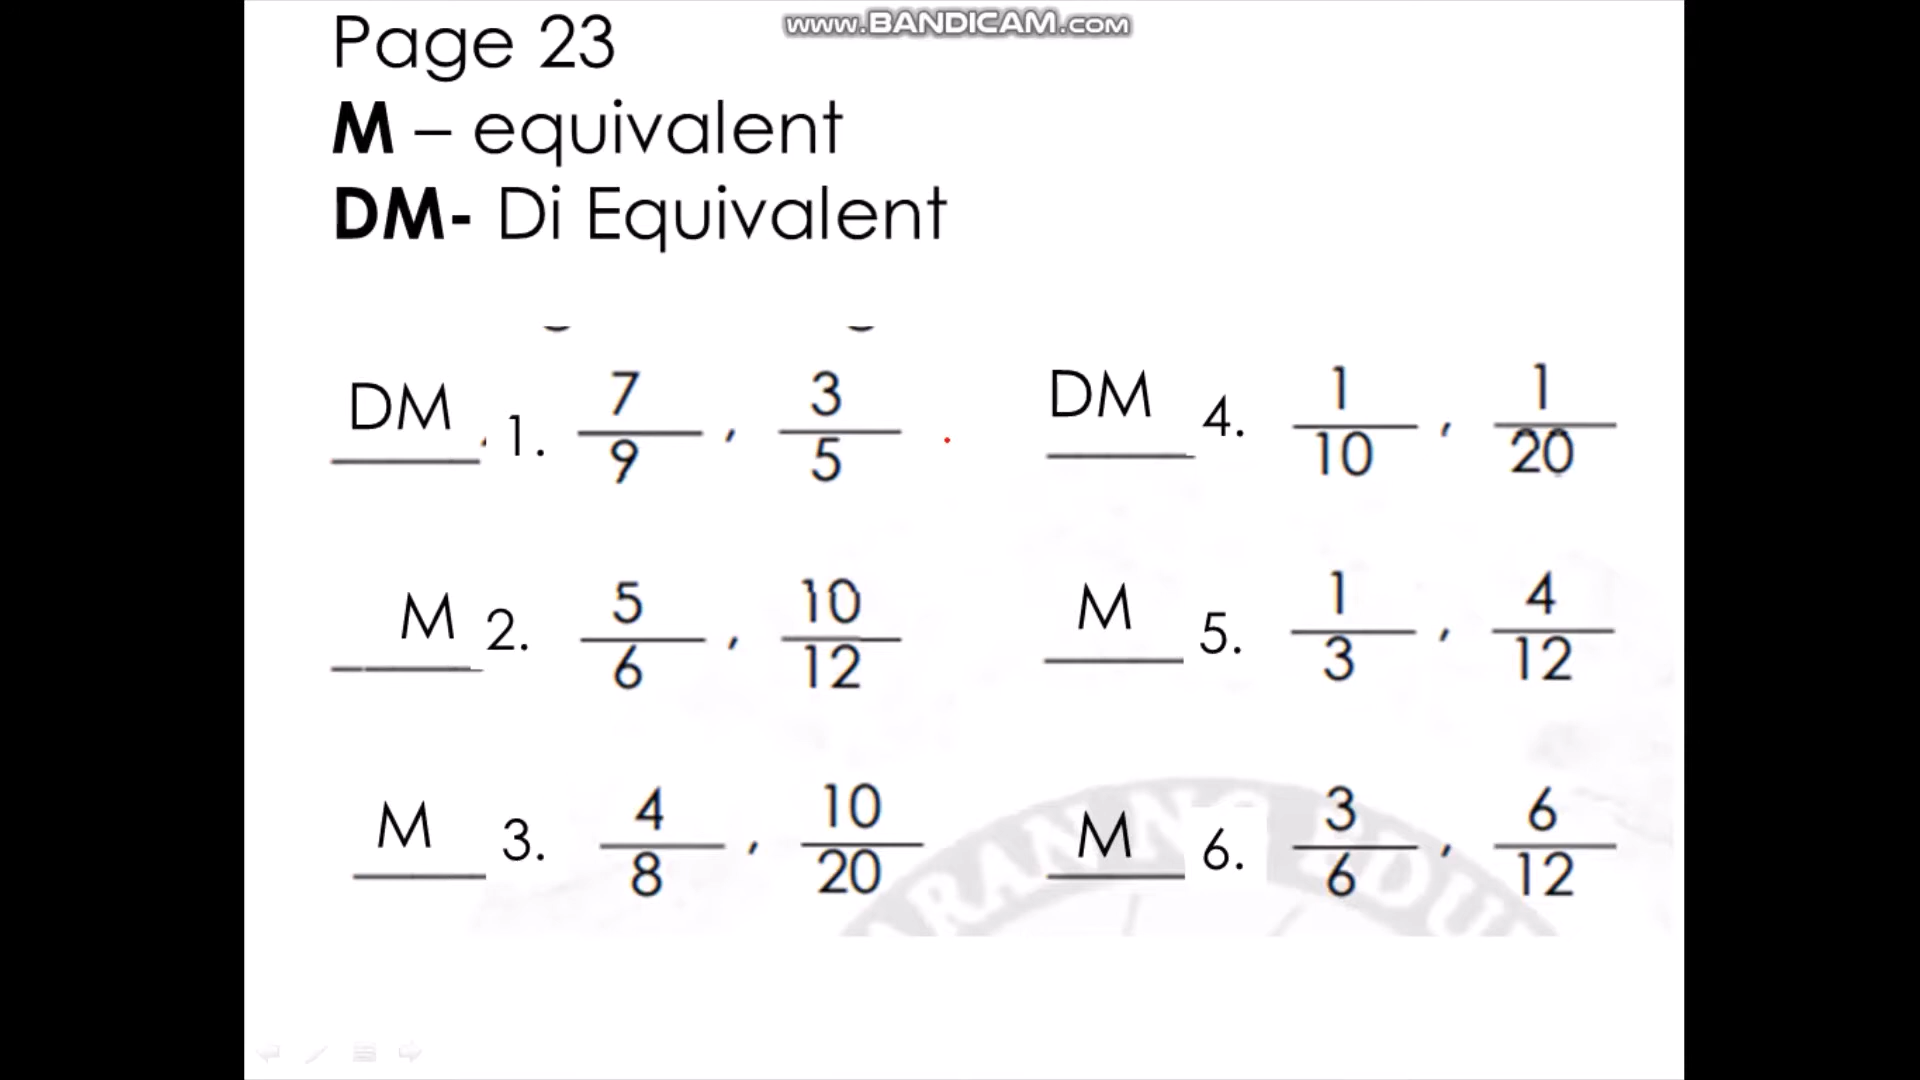 www.BANDICAM.com
Page 23
M – equivalent
DM- Di Equivalent
DM 1. 7/9 , 3/5
M 2. 5/6 , 10/12
M 3. 4/8 , 10/20
DM 4. 1/10 , 1/20
M 5. 1/3 , 4/12
M 6. 3/6 , 6/12